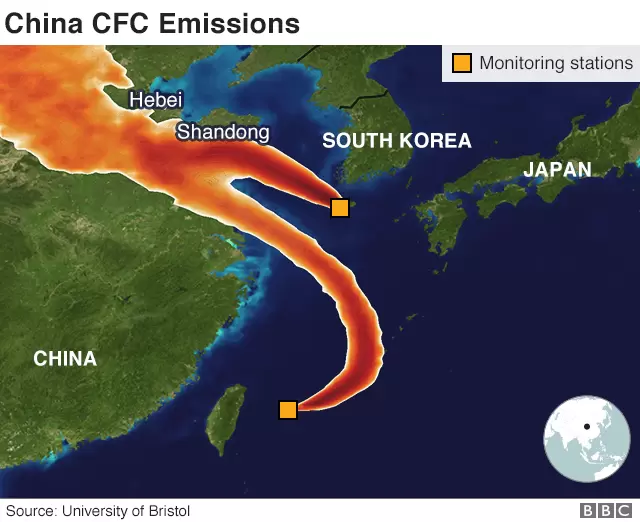 China CFC Emissions
Monitoring stations
Hebei
Shandong
SOUTH KOREA
JAPAN
CHINA
Source: University of Bristol
BBC